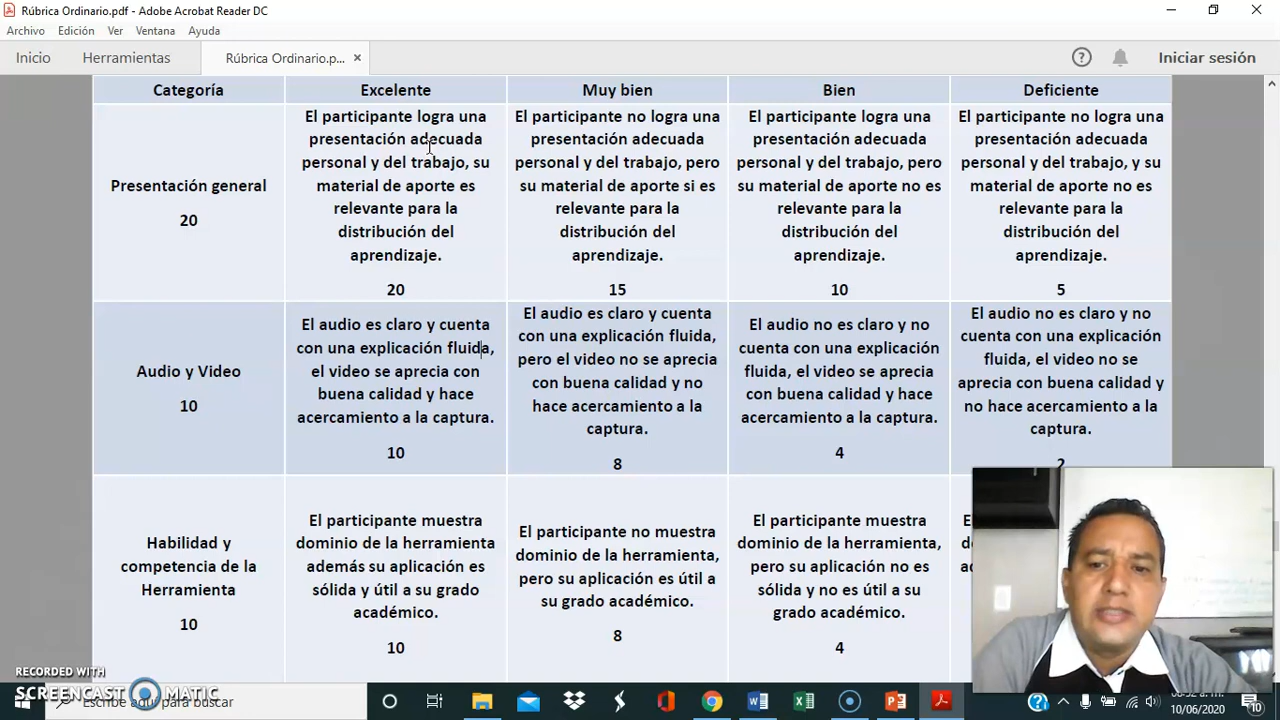 Rúbrica Ordinario.pdf - Adobe Acrobat Reader DC
Archivo Edición Ver Ventana Ayuda
Inicio Herramientas Rúbrica Ordinario.p... × Iniciar sesión
Categoría Excelente Muy bien Bien Deficiente
Presentación general
20
El participante logra una
presentación adecuada
personal y del trabajo, su
material de aporte es
relevante para la
distribución del
aprendizaje.
20
El participante no logra una
presentación adecuada
personal y del trabajo, pero
su material de aporte si es
relevante para la
distribución del
aprendizaje.
15
El participante logra una
presentación adecuada
personal y del trabajo, pero
su material de aporte no es
relevante para la
distribución del
aprendizaje.
10
El participante no logra una
presentación adecuada
personal y del trabajo, y su
material de aporte no es
relevante para la
distribución del
aprendizaje.
5
Audio y Video
10
El audio es claro y cuenta
con una explicación fluida,
el video se aprecia con
buena calidad y hace
acercamiento a la captura.
10
El audio es claro y cuenta
con una explicación fluida,
pero el video no se aprecia
con buena calidad y no
hace acercamiento a la
captura.
8
El audio no es claro y no
cuenta con una explicación
fluida, el video se aprecia
con buena calidad y hace
acercamiento a la captura.
4
El audio no es claro y no
cuenta con una explicación
fluida, el video no se
aprecia con buena calidad y
no hace acercamiento a la
captura.
2
Habilidad y
competencia de la
Herramienta
10
El participante muestra
dominio de la herramienta
además su aplicación es
sólida y útil a su grado
académico.
10
El participante no muestra
dominio de la herramienta,
pero su aplicación es útil a
su grado académico.
8
El participante muestra
dominio de la herramienta,
pero su aplicación no es
sólida y no es útil a su
grado académico.
4
RECORDED WITH
SCREENCAST MATIC
Escribe aquí para buscar
10/06/2020
10